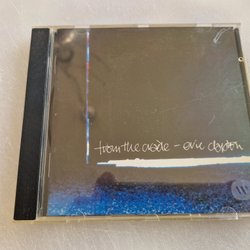 from the cradle - eric clapton